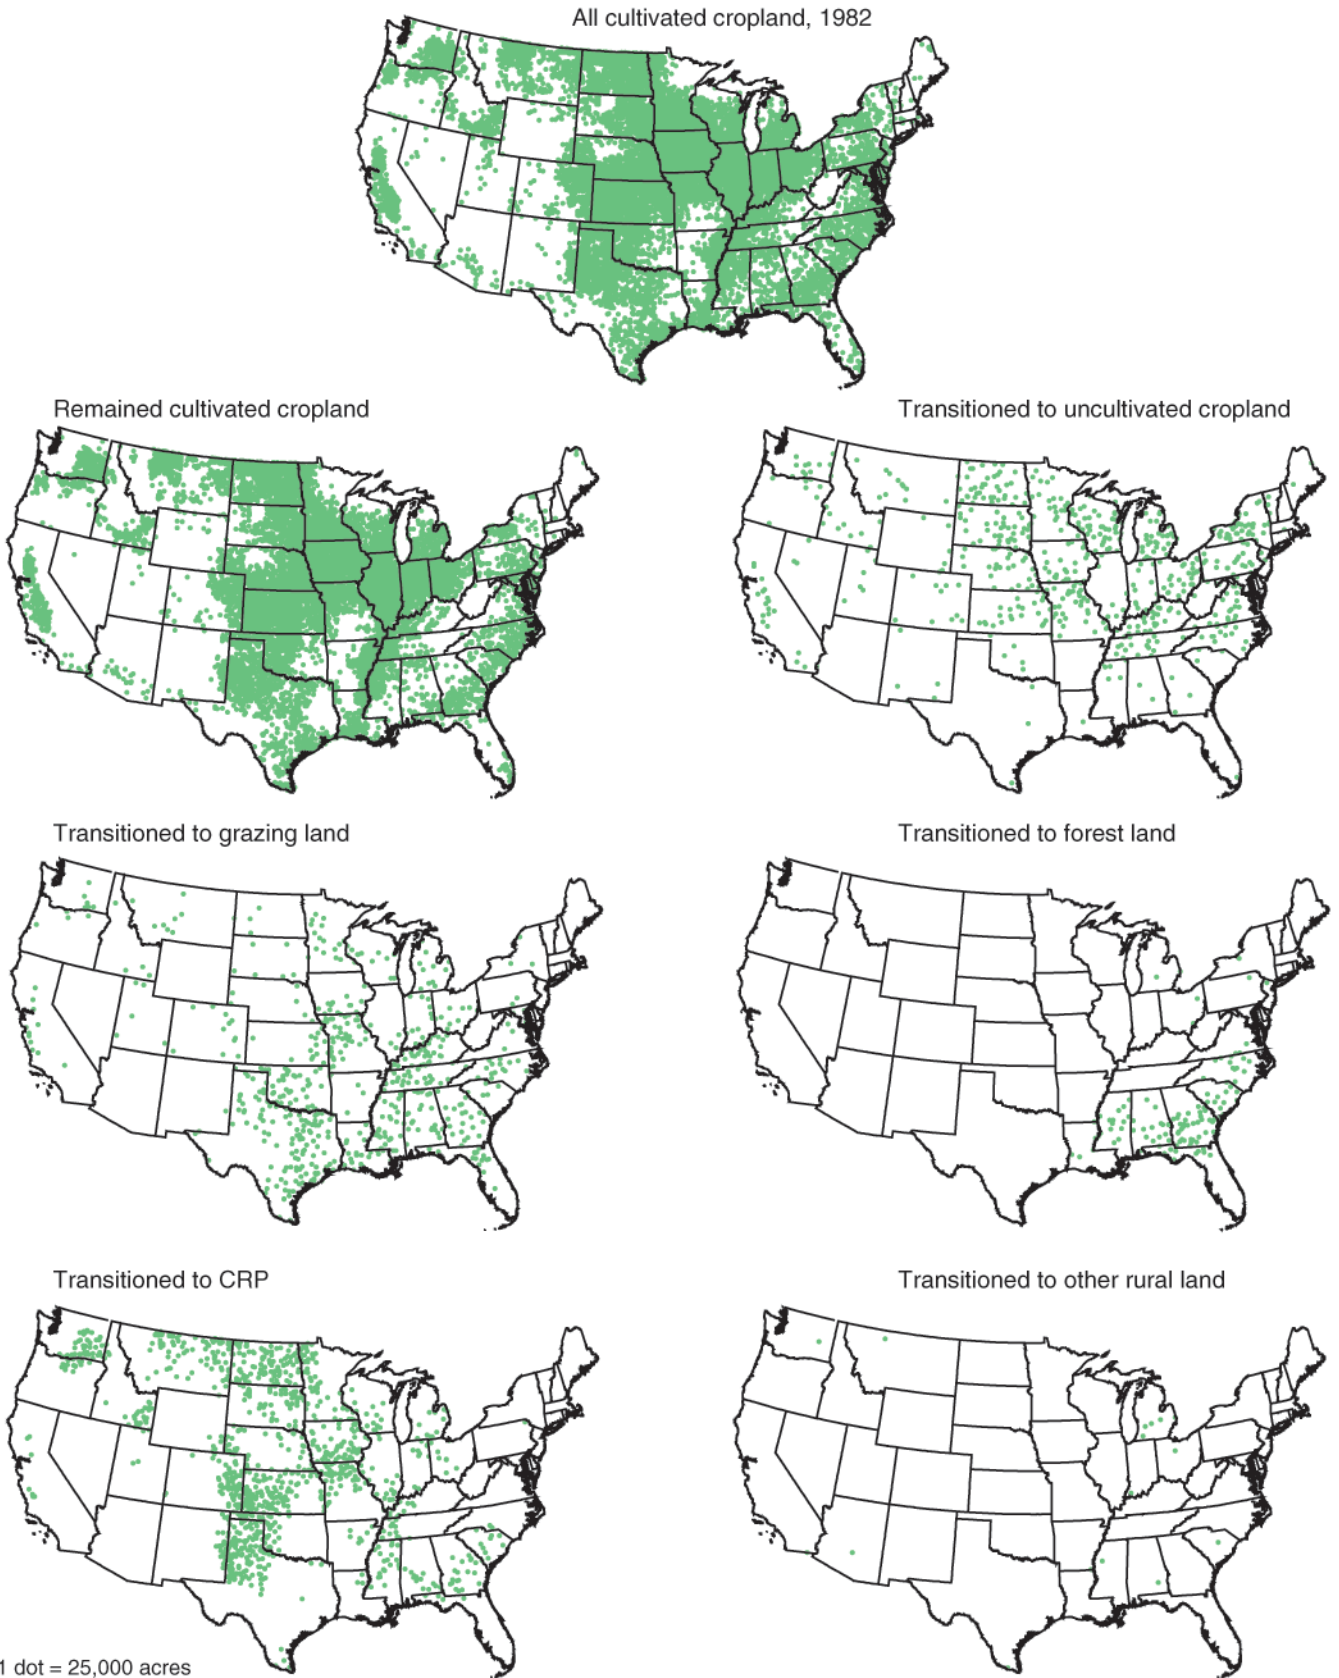 All cultivated cropland, 1982
Remained cultivated cropland
Transitioned to uncultivated cropland
Transitioned to grazing land
Transitioned to forest land
Transitioned to CRP
Transitioned to other rural land
1 dot = 25,000 acres